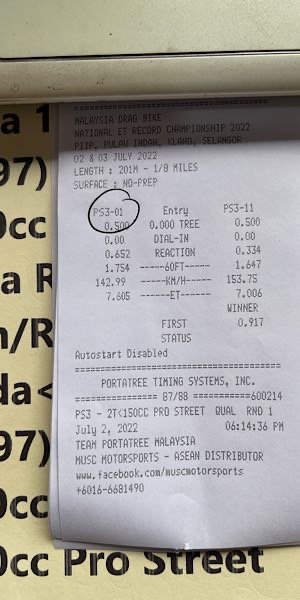 MALAYSIA DRAG BIKE
NATIONAL ET RECORD CHAMPIONSHIP 2022
PIIP, PULAU INDAH, KLANG, SELANGOR
02 & 03 JULY 2022
LENGTH : 201M - 1/8 MILES
SURFACE : NO-PREP
PS3-01 Entry PS3-11
0.500 0.000 TREE 0.500
0.00 DIAL-IN 0.00
0.652 REACTION 0.334
1.754 -----60FT----- 1.647
142.99 -----KM/H----- 153.75
7.605 ------ET------ 7.006
WINNER
FIRST 0.917
STATUS
Autostart Disabled
PORTATREE TIMING SYSTEMS, INC.
================ 87/88 ==========600214
PS3 - 2T<150CC PRO STREET QUAL RND 1
July 2, 2022 06:14:36 PM
TEAM PORTATREE MALAYSIA
MUSC MOTORSPORTS - ASEAN DISTRIBUTOR
www.facebook.com/muscmotorsports
+6016-6681490
a 1
97)
0cc
a R
n/R
da<
97)
0cc
0cc Pro Street